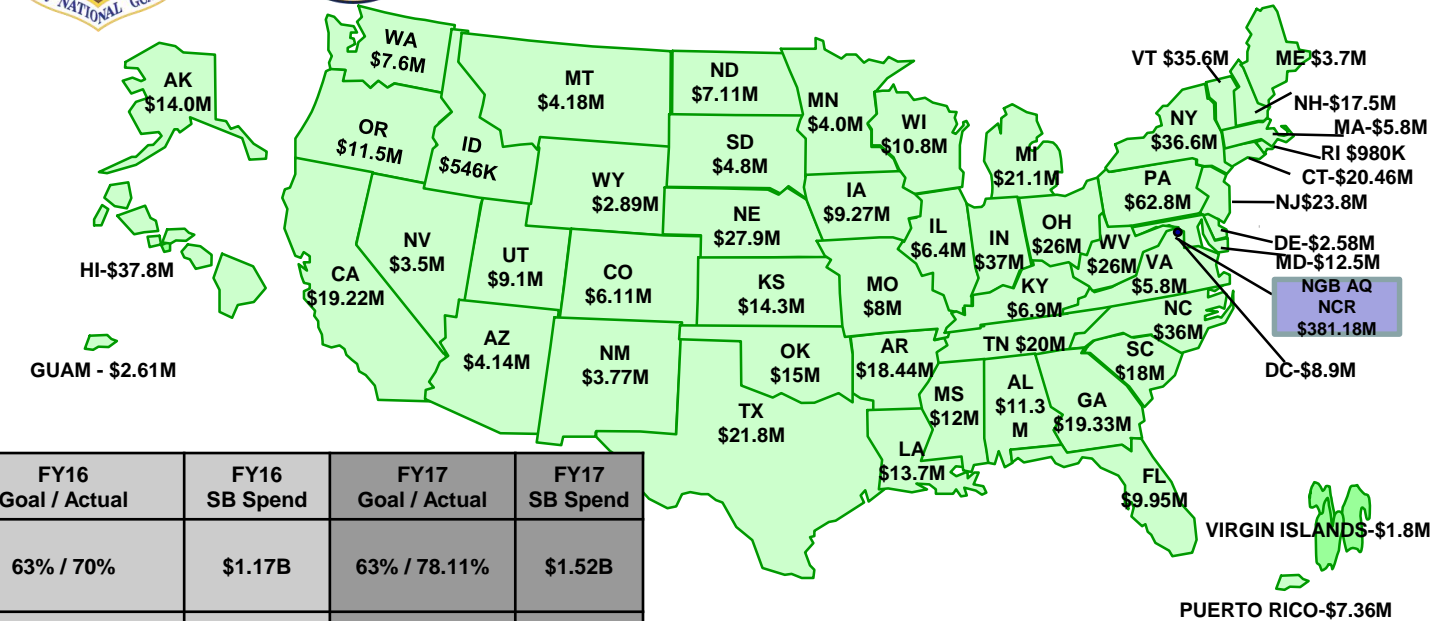 NATIONAL GU
WA
$7.6M
AK
$14.0M
MT
$4.18M
ND
$7.11M
MN
$4.0M
VT $35.6M
ME $3.7M
NH-$17.5M
MA-$5.8M
RI $980K
CT-$20.46M
NJ$23.8M
DE-$2.58M
MD-$12.5M
NGB AQ
NCR
$381.18M
DC-$8.9M
OR
$11.5M
ID
$546K
WY
$2.89M
SD
$4.8M
WI
$10.8M
MI
$21.1M
NY
$36.6M
PA
$62.8M
NE
$27.9M
IA
$9.27M
IL
$6.4M
IN
$37M
OH
$26M
WV
$26M
VA
$5.8M
HI-$37.8M
CA
$19.22M
NV
$3.5M
UT
$9.1M
CO
$6.11M
KS
$14.3M
MO
$8M
KY
$6.9M
NC
$36M
GUAM - $2.61M
AZ
$4.14M
NM
$3.77M
OK
$15M
AR
$18.44M
TN $20M
SC
$18M
TX
$21.8M
MS
$12M
AL
$11.3
M
GA
$19.33M
LA
$13.7M
FL
$9.95M
VIRGIN ISLANDS-$1.8M
PUERTO RICO-$7.36M
FY16
Goal / Actual
FY16
SB Spend
FY17
Goal / Actual
FY17
SB Spend
63% / 70%
$1.17B
63% / 78.11%
$1.52B